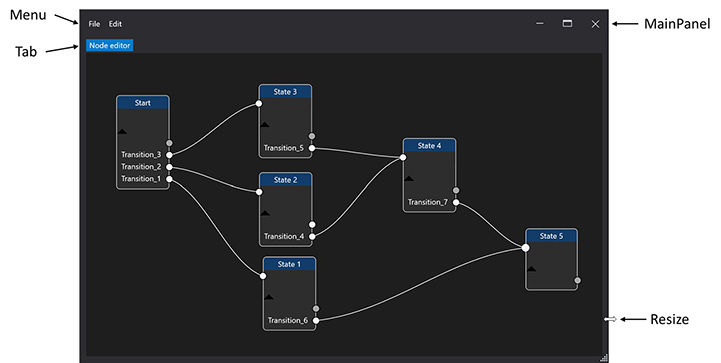 Menu
File Edit
MainPanel
Tab
Node editor
Start
Transition_3
Transition_2
Transition_1
State 3
Transition_5
State 2
Transition_4
State 1
Transition_6
State 4
Transition_7
State 5
Resize